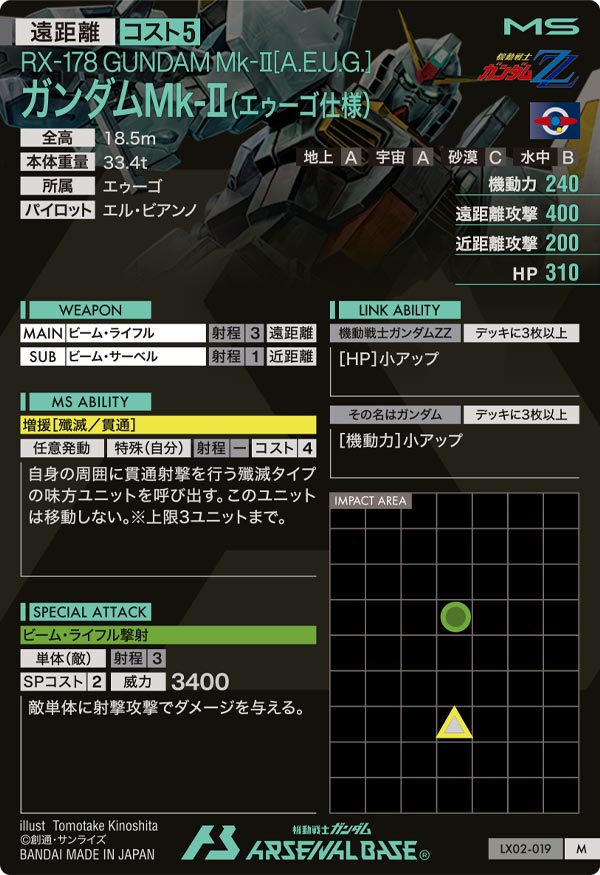 遠距離 コスト5
MS
RX-178 GUNDAM Mk-Ⅱ[A.E.U.G.]
ガンダムMk-Ⅱ(エゥーゴ仕様)
機動戦士
ガンダムZZ
全高 18.5m
本体重量 33.4t
所属 エゥーゴ
パイロット エル・ビアンノ
地上 A 宇宙 A 砂漠 C 水中 B
機動力 240
遠距離攻撃 400
近距離攻撃 200
HP 310
WEAPON
MAIN ビーム・ライフル 射程 3 遠距離
SUB ビーム・サーベル 射程 1 近距離
MS ABILITY
増援[殲滅／貫通]
任意発動 特殊(自分) 射程 ー コスト 4
自身の周囲に貫通射撃を行う殲滅タイプ
の味方ユニットを呼び出す。このユニット
は移動しない。※上限3ユニットまで。
SPECIAL ATTACK
ビーム・ライフル撃射
単体(敵) 射程 3
SPコスト 2 威力 3400
敵単体に射撃攻撃でダメージを与える。
LINK ABILITY
機動戦士ガンダムZZ デッキに3枚以上
[HP]小アップ
その名はガンダム デッキに3枚以上
[機動力]小アップ
IMPACT AREA
illust Tomotake Kinoshita
©創通・サンライズ
BANDAI MADE IN JAPAN
機動戦士ガンダム
ARSENAL BASE®
LX02-019 M